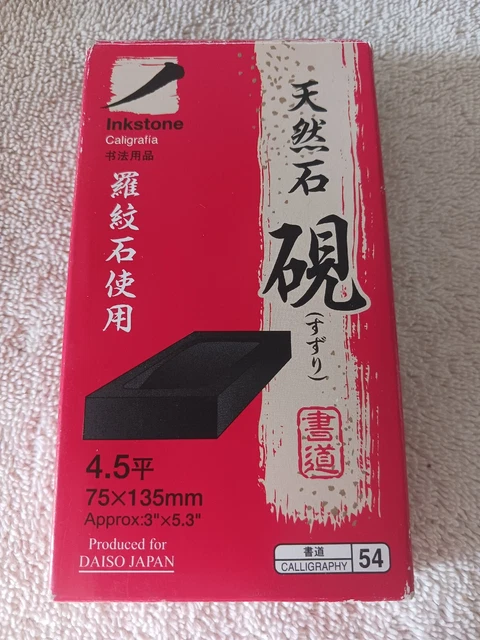 Inkstone
Caligrafía
书法用品
羅紋石使用
天然石
硯
(すずり)
書道
4.5平
75×135mm
Approx:3"×5.3"
Produced for
DAISO JAPAN
書道
CALLIGRAPHY
54